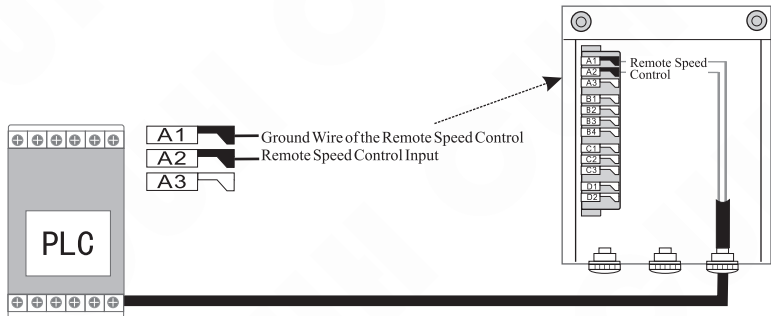 A1
A2
A3
Ground Wire of the Remote Speed Control
Remote Speed Control Input
PLC
A1
A2
A3
B1
B2
B3
B4
C1
C2
C3
D1
D2
Remote Speed
Control